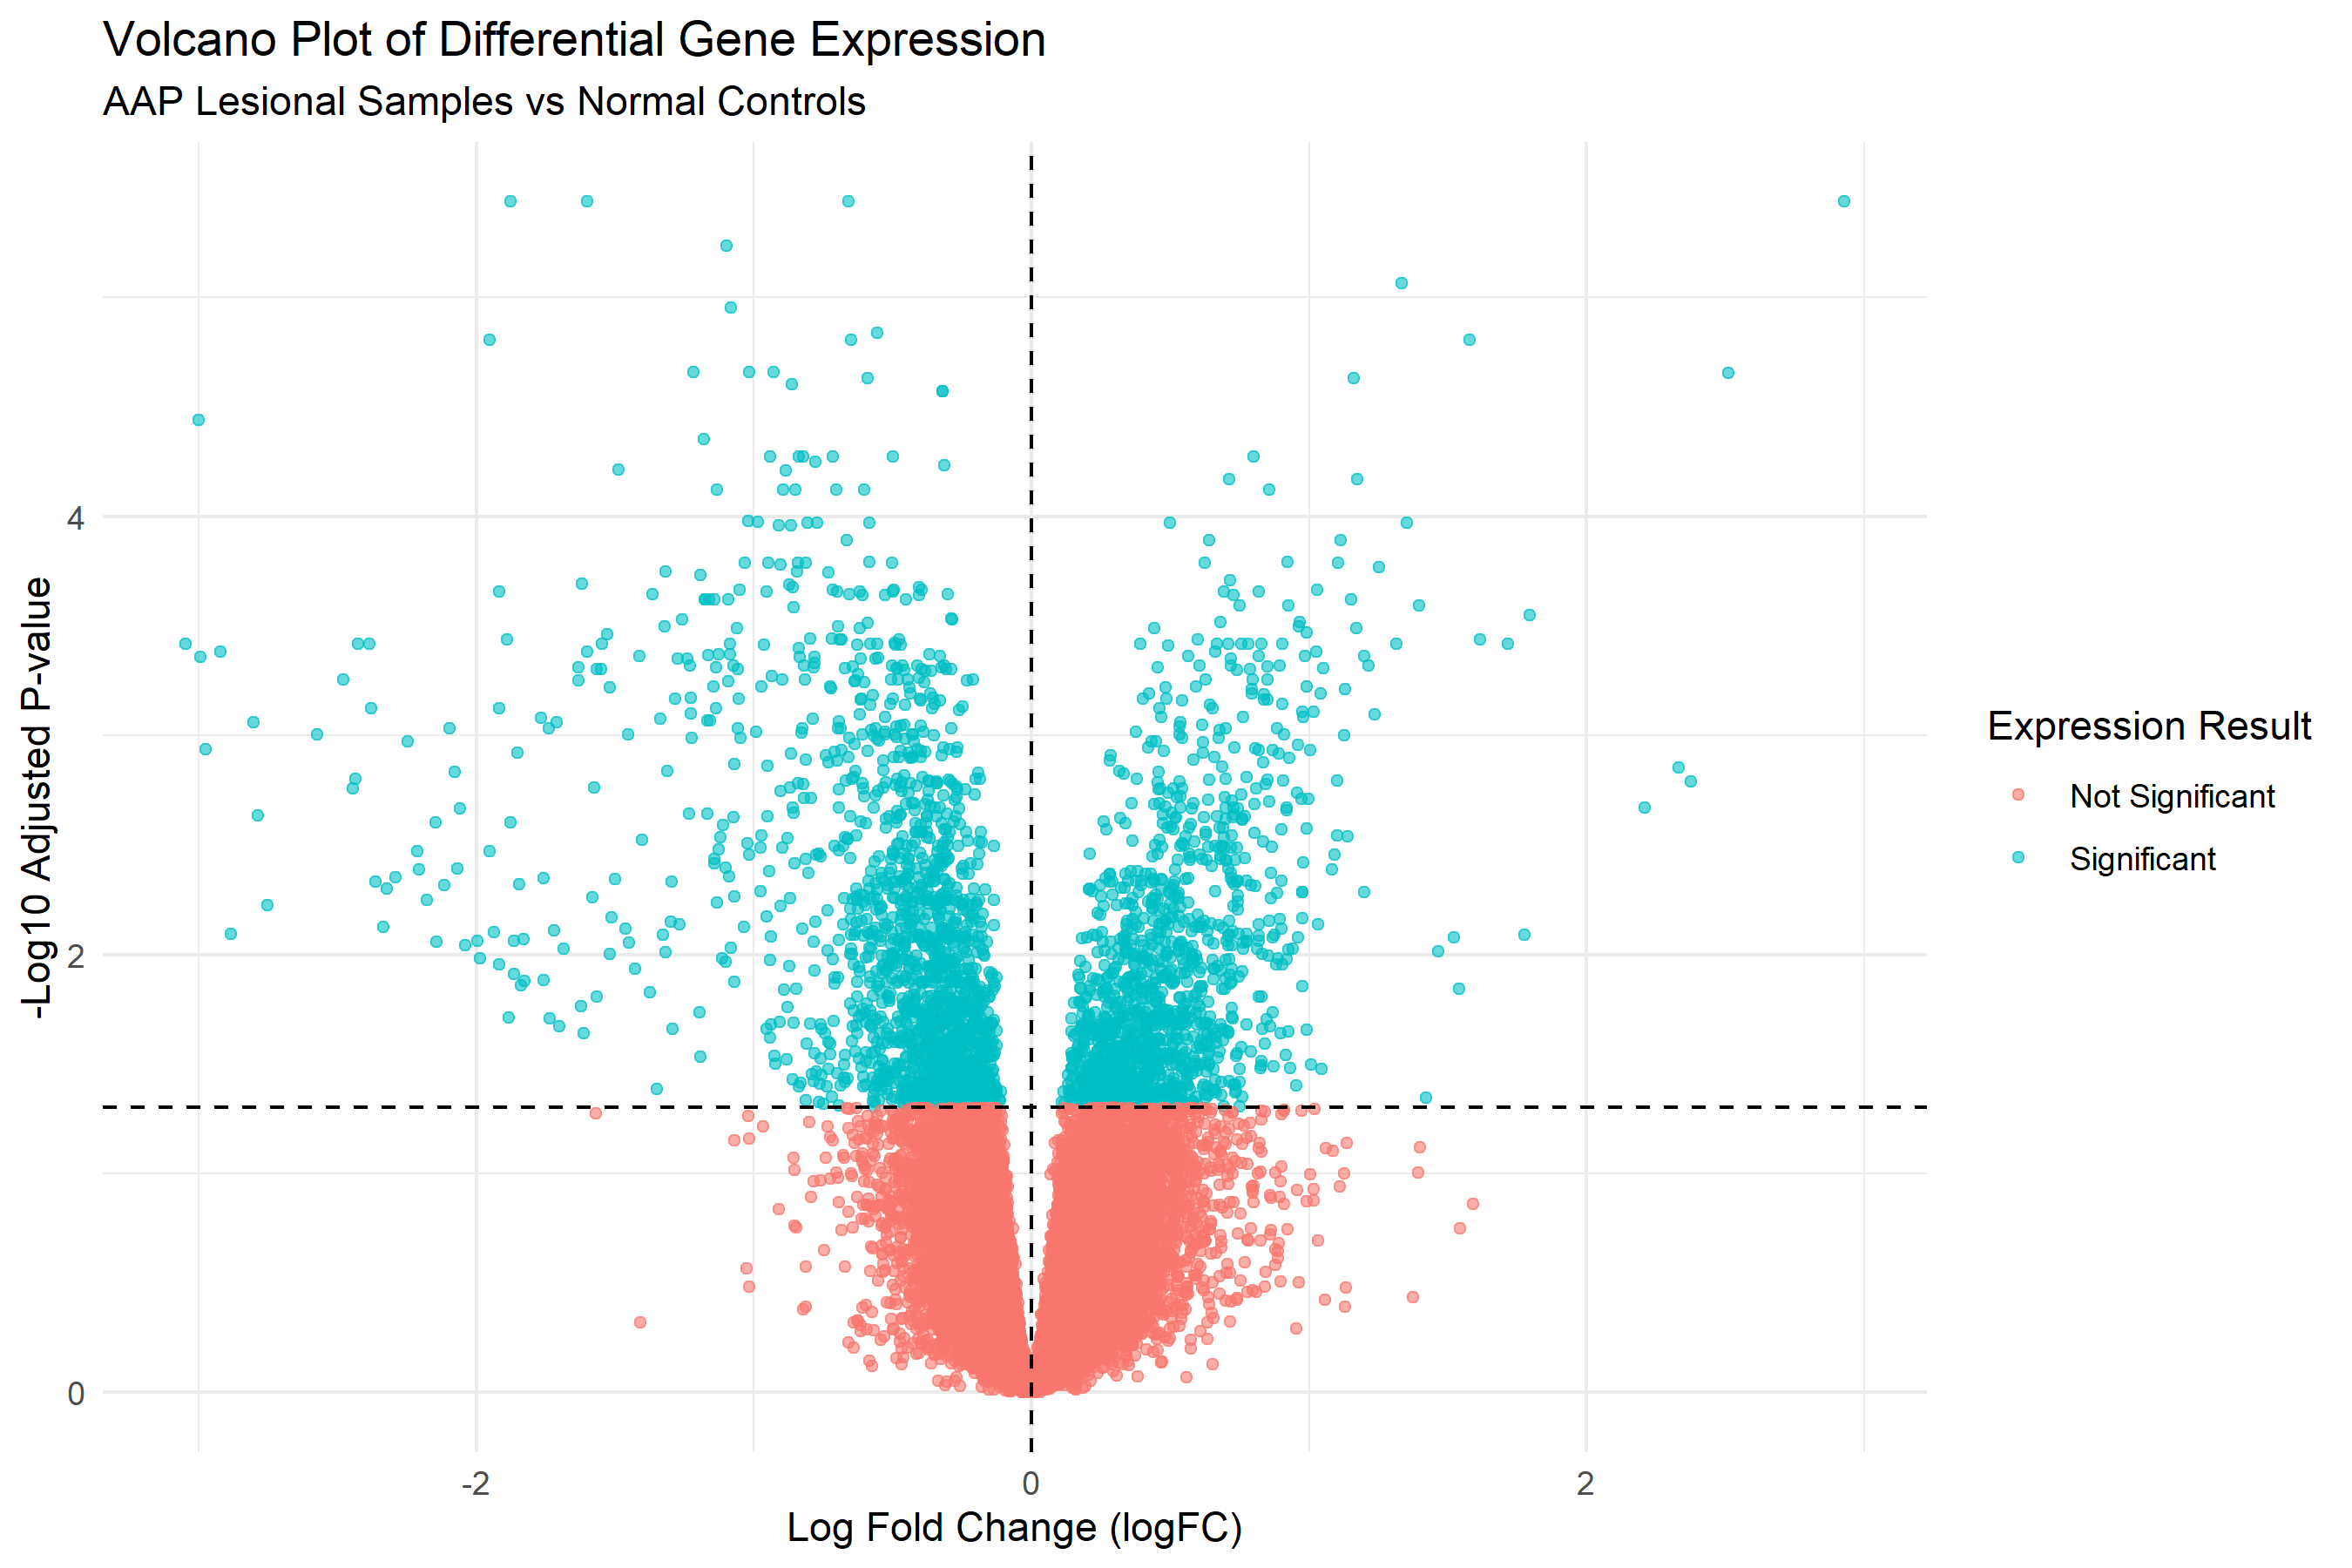 Volcano Plot of Differential Gene Expression
AAP Lesional Samples vs Normal Controls
-Log10 Adjusted P-value
4
2
0
-2
0
2
Log Fold Change (logFC)
Expression Result
Not Significant
Significant